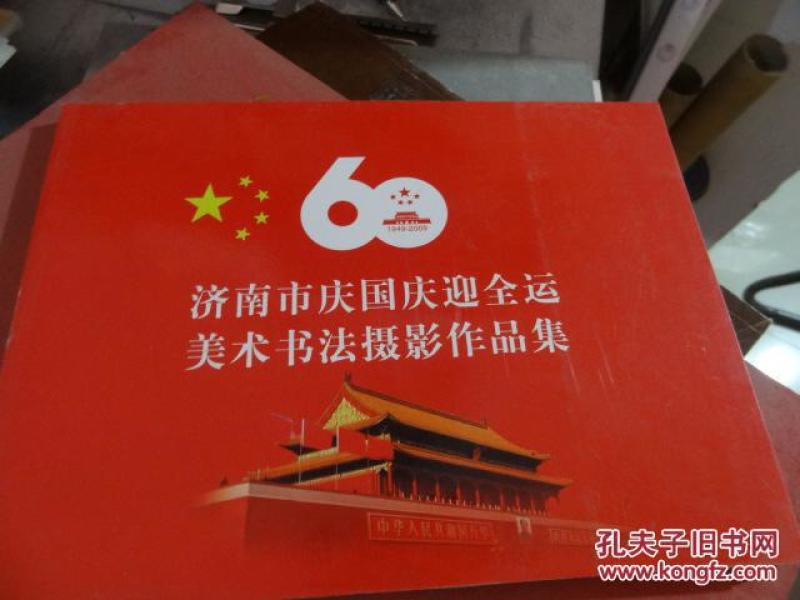 60
1949-2009
济南市庆国庆迎全运
美术书法摄影作品集
中华人民共和国万岁
孔夫子旧书网
www.kongfz.com